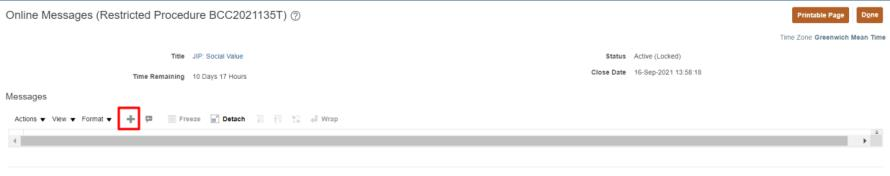 Online Messages (Restricted Procedure BCC2021135T) ?
Printable Page Done
Time Zone Greenwich Mean Time
Title JIP: Social Value
Status Active (Locked)
Time Remaining 10 Days 17 Hours
Close Date 16-Sep-2021 13:58:18
Messages
Actions View Format Freeze Detach Wrap